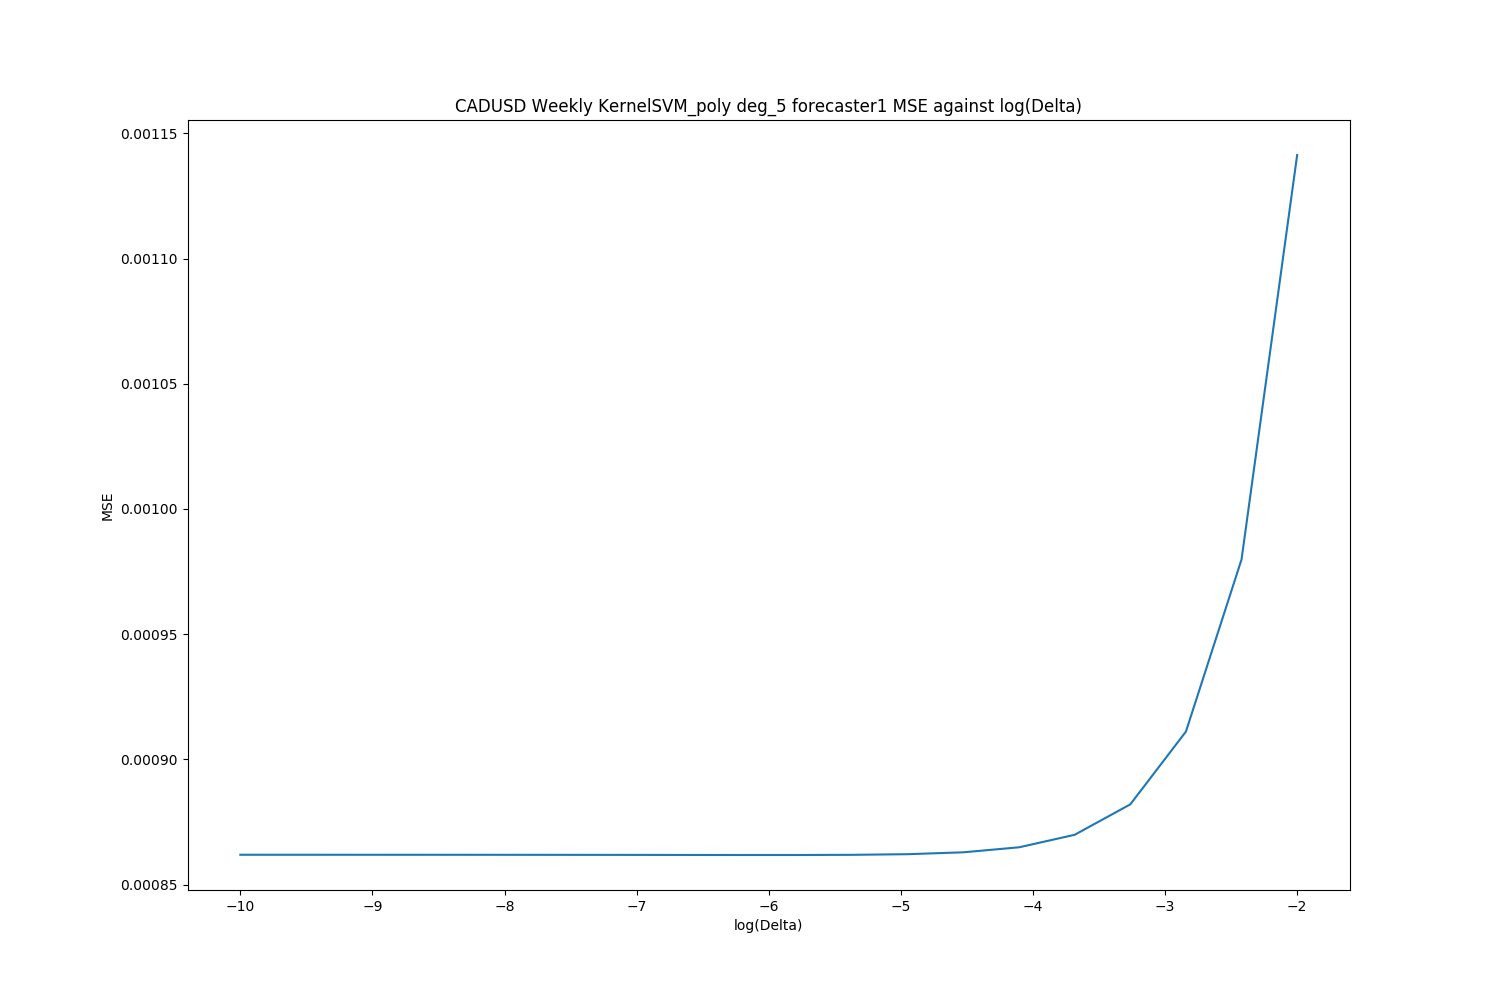 CADUSD Weekly KernelSVM_poly deg_5 forecaster1 MSE against log(Delta)
0.00115
0.00110
0.00105
0.00100
0.00095
0.00090
0.00085
MSE
−10 −9 −8 −7 −6 −5 −4 −3 −2
log(Delta)